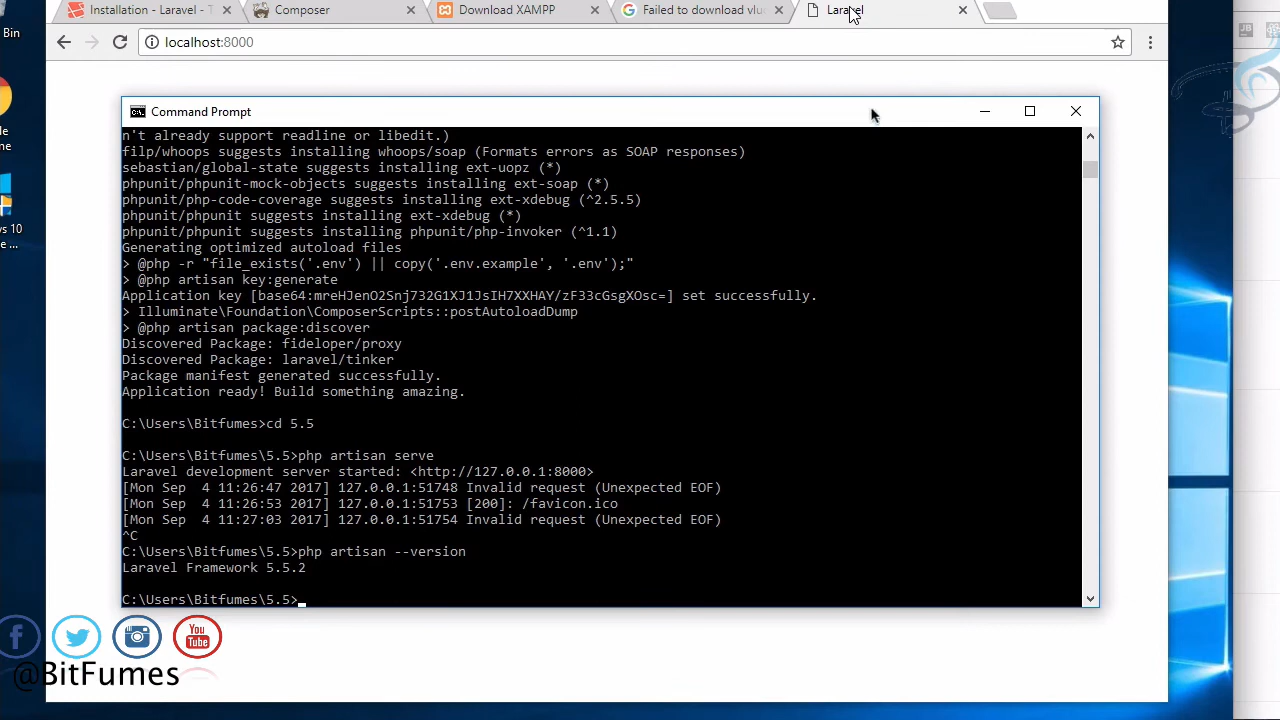 Bin
le
me
s 10
e ...
Installation - Laravel - T
Composer
Download XAMPP
Failed to download vlu
Laravel
localhost:8000
JB
Command Prompt
n't already support readline or libedit.)
filp/whoops suggests installing whoops/soap (Formats errors as SOAP responses)
sebastian/global-state suggests installing ext-uopz (*)
phpunit/phpunit-mock-objects suggests installing ext-soap (*)
phpunit/php-code-coverage suggests installing ext-xdebug (^2.5.5)
phpunit/phpunit suggests installing ext-xdebug (*)
phpunit/phpunit suggests installing phpunit/php-invoker (^1.1)
Generating optimized autoload files
> @php -r "file_exists('.env') || copy('.env.example', '.env');"
> @php artisan key:generate
Application key [base64:mreHJenO2Snj732G1XJ1JsIH7XXHAY/zF33cGsgXOsc=] set successfully.
> Illuminate\Foundation\ComposerScripts::postAutoloadDump
> @php artisan package:discover
Discovered Package: fideloper/proxy
Discovered Package: laravel/tinker
Package manifest generated successfully.
Application ready! Build something amazing.
C:\Users\Bitfumes>cd 5.5
C:\Users\Bitfumes\5.5>php artisan serve
Laravel development server started: <http://127.0.0.1:8000>
[Mon Sep  4 11:26:47 2017] 127.0.0.1:51748 Invalid request (Unexpected EOF)
[Mon Sep  4 11:26:53 2017] 127.0.0.1:51753 [200]: /favicon.ico
[Mon Sep  4 11:27:03 2017] 127.0.0.1:51754 Invalid request (Unexpected EOF)
^C
C:\Users\Bitfumes\5.5>php artisan --version
Laravel Framework 5.5.2
C:\Users\Bitfumes\5.5>
You
Tube
@BitFumes